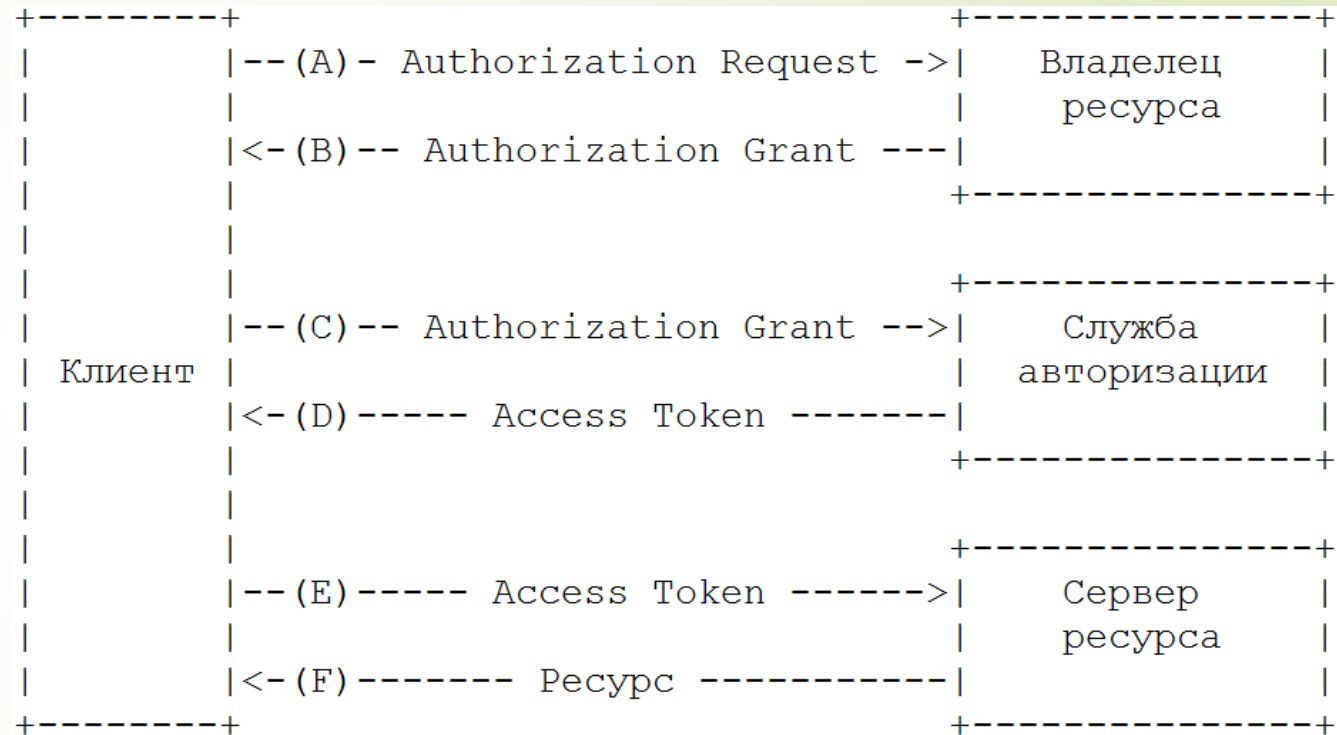 +--------+                               +---------------+
|        |--(A)- Authorization Request ->|   Владелец    |
|        |                               |    ресурса    |
|        |<-(B)-- Authorization Grant ---|               |
|        |                               +---------------+
|        |
|        |                               +---------------+
|        |--(C)-- Authorization Grant -->|    Служба     |
| Клиент |                               |  авторизации  |
|        |<-(D)----- Access Token -------|               |
|        |                               +---------------+
|        |
|        |                               +---------------+
|        |--(E)----- Access Token ------>|    Сервер     |
|        |                               |    ресурса    |
|        |<-(F)------- Ресурс -----------|               |
+--------+                               +---------------+